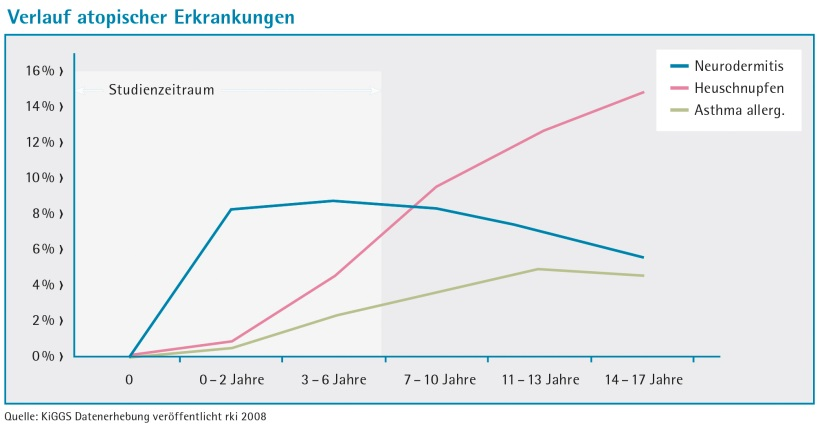 Verlauf atopischer Erkrankungen
16 %
14 %
12 %
10 %
8 %
6 %
4 %
2 %
0 %
Studienzeitraum
Neurodermitis
Heuschnupfen
Asthma allerg.
0
0 – 2 Jahre
3 – 6 Jahre
7 – 10 Jahre
11 – 13 Jahre
14 – 17 Jahre
Quelle: KiGGS Datenerhebung veröffentlicht rki 2008